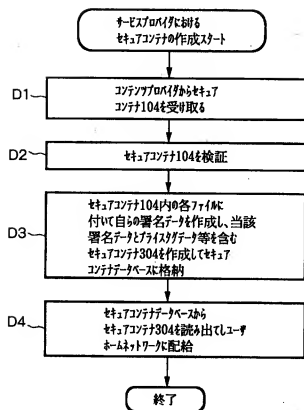 サービスプロバイダにおける
セキュアコンテナの作成スタート
D1
コンテンツプロバイダからセキュア
コンテナ104を受け取る
D2
セキュアコンテナ104を検証
D3
セキュアコンテナ104内の各ファイルに
付いて自らの署名データを作成し、当該
署名データとプライスタグデータ等を含む
セキュア304を作成してセキュア
コンテナデータベースに格納
D4
セキュアコンテナデータベースから
セキュアコンテナ304を読み出てしユーザ
ホームネットワークに配給
終了